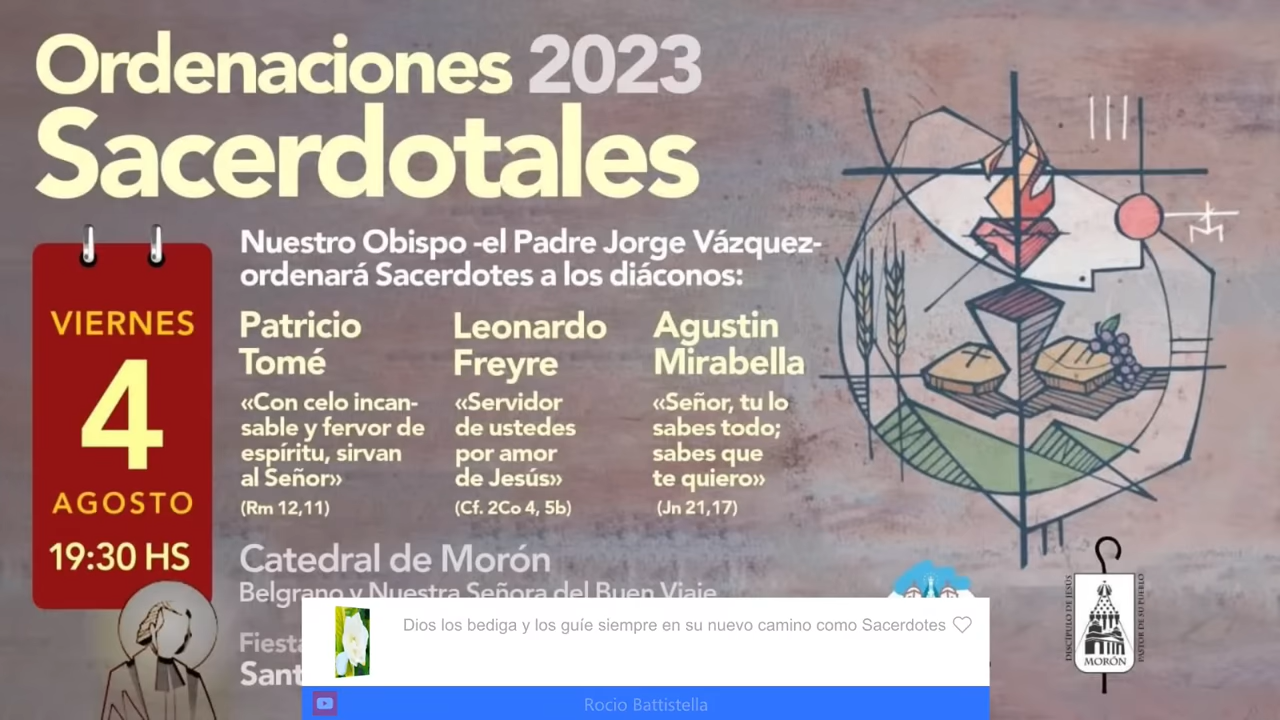 Ordenaciones 2023
Sacerdotales
VIERNES
4
AGOSTO
19:30 HS
Nuestro Obispo -el Padre Jorge Vázquez-
ordenará Sacerdotes a los diáconos:
Patricio
Tomé
«Con celo incan-
sable y fervor de
espíritu, sirvan
al Señor»
(Rm 12,11)
Leonardo
Freyre
«Servidor
de ustedes
por amor
de Jesús»
(Cf. 2Co 4, 5b)
Agustin
Mirabella
«Señor, tu lo
sabes todo;
sabes que
te quiero»
(Jn 21,17)
Catedral de Morón
Belgrano y Nuestra Señora del Buen Viaje
Fiesta
Sant
DISCÍPULO DE JESÚS
MORÓN
PASTOR DE SU PUEBLO
Dios los bediga y los guíe siempre en su nuevo camino como Sacerdotes ♡
Rocio Battistella